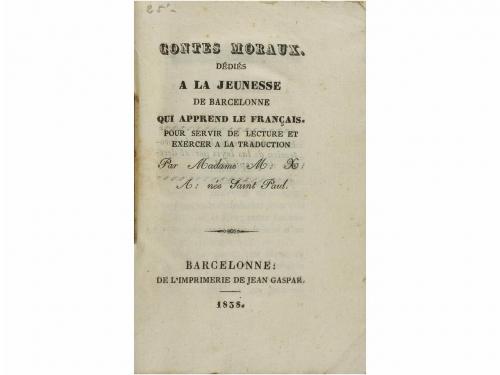 25'-
CONTES MORAUX.
DÉDIÉS
A LA JEUNESSE
DE BARCELONNE
QUI APPREND LE FRANÇAIS.
POUR SERVIR DE LECTURE ET
EXERCER A LA TRADUCTION
Par Madame M: X:
A: née Saint Paul.
BARCELONNE:
DE L'IMPRIMERIE DE JEAN GASPAR.
1838.